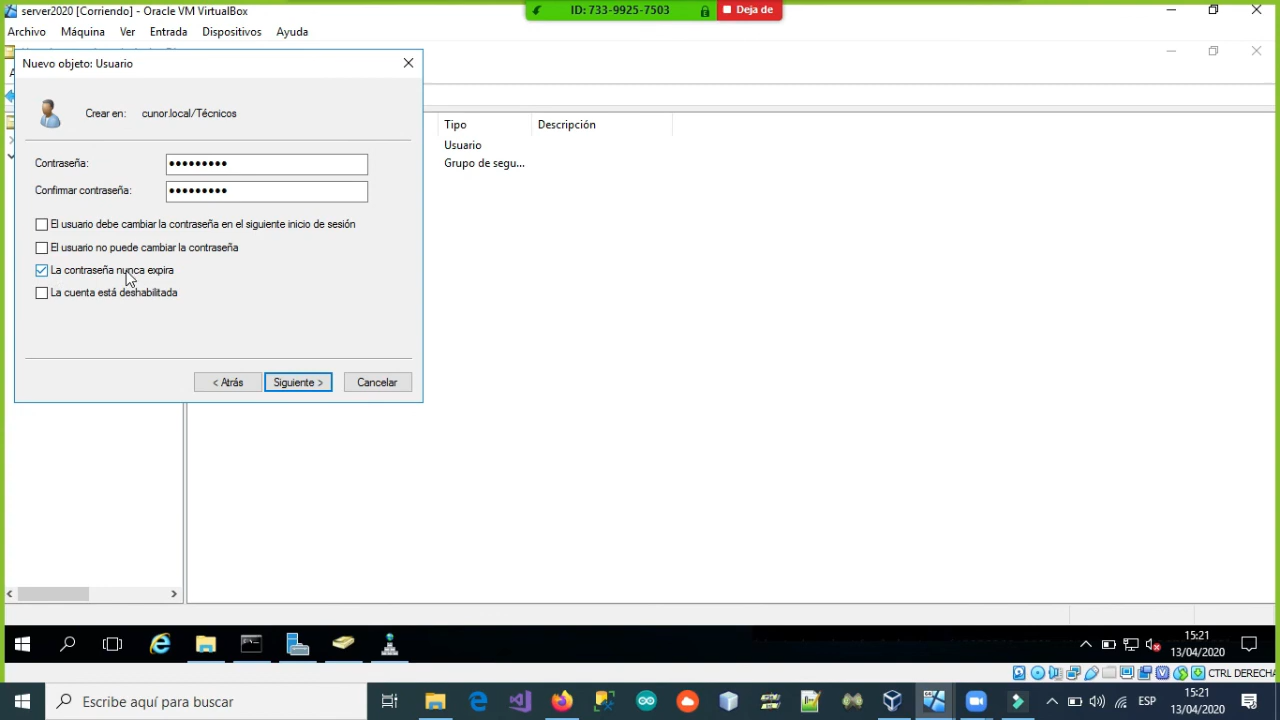 server2020 [Corriendo] - Oracle VM VirtualBox
ID: 733-9925-7503
Deja de
Archivo Máquina Ver Entrada Dispositivos Ayuda
Nuevo objeto: Usuario
Crear en: cunor.local/Técnicos
Tipo Descripción
Usuario
Grupo de segu...
Contraseña: •••••••••
Confirmar contraseña: •••••••••
El usuario debe cambiar la contraseña en el siguiente inicio de sesión
El usuario no puede cambiar la contraseña
La contraseña nunca expira
La cuenta está deshabilitada
< Atrás Siguiente > Cancelar
15:21
13/04/2020
CTRL DERECHA
Escribe aquí para buscar
ESP
15:21
13/04/2020